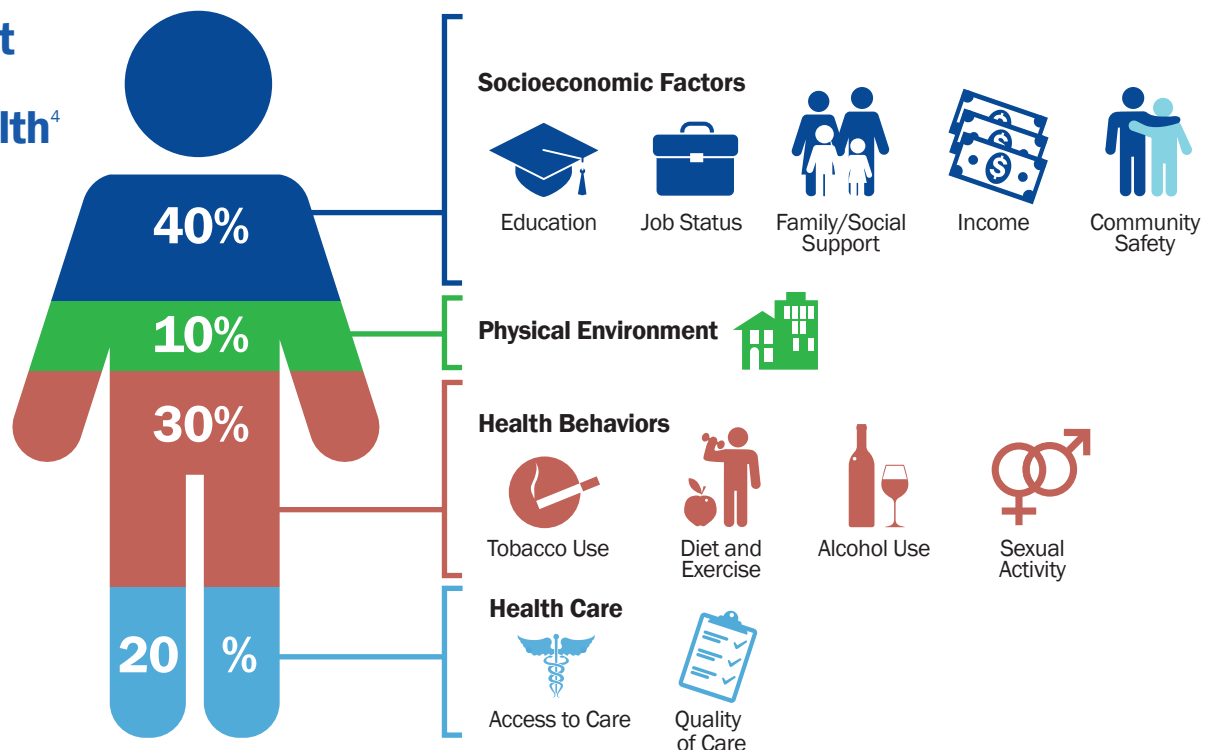 t
lth4
40%
10%
30%
20 %
Socioeconomic Factors
Education
Job Status
Family/Social
Support
Income
Community
Safety
Physical Environment
Health Behaviors
Tobacco Use
Diet and
Exercise
Alcohol Use
Sexual
Activity
Health Care
Access to Care
Quality
of Care